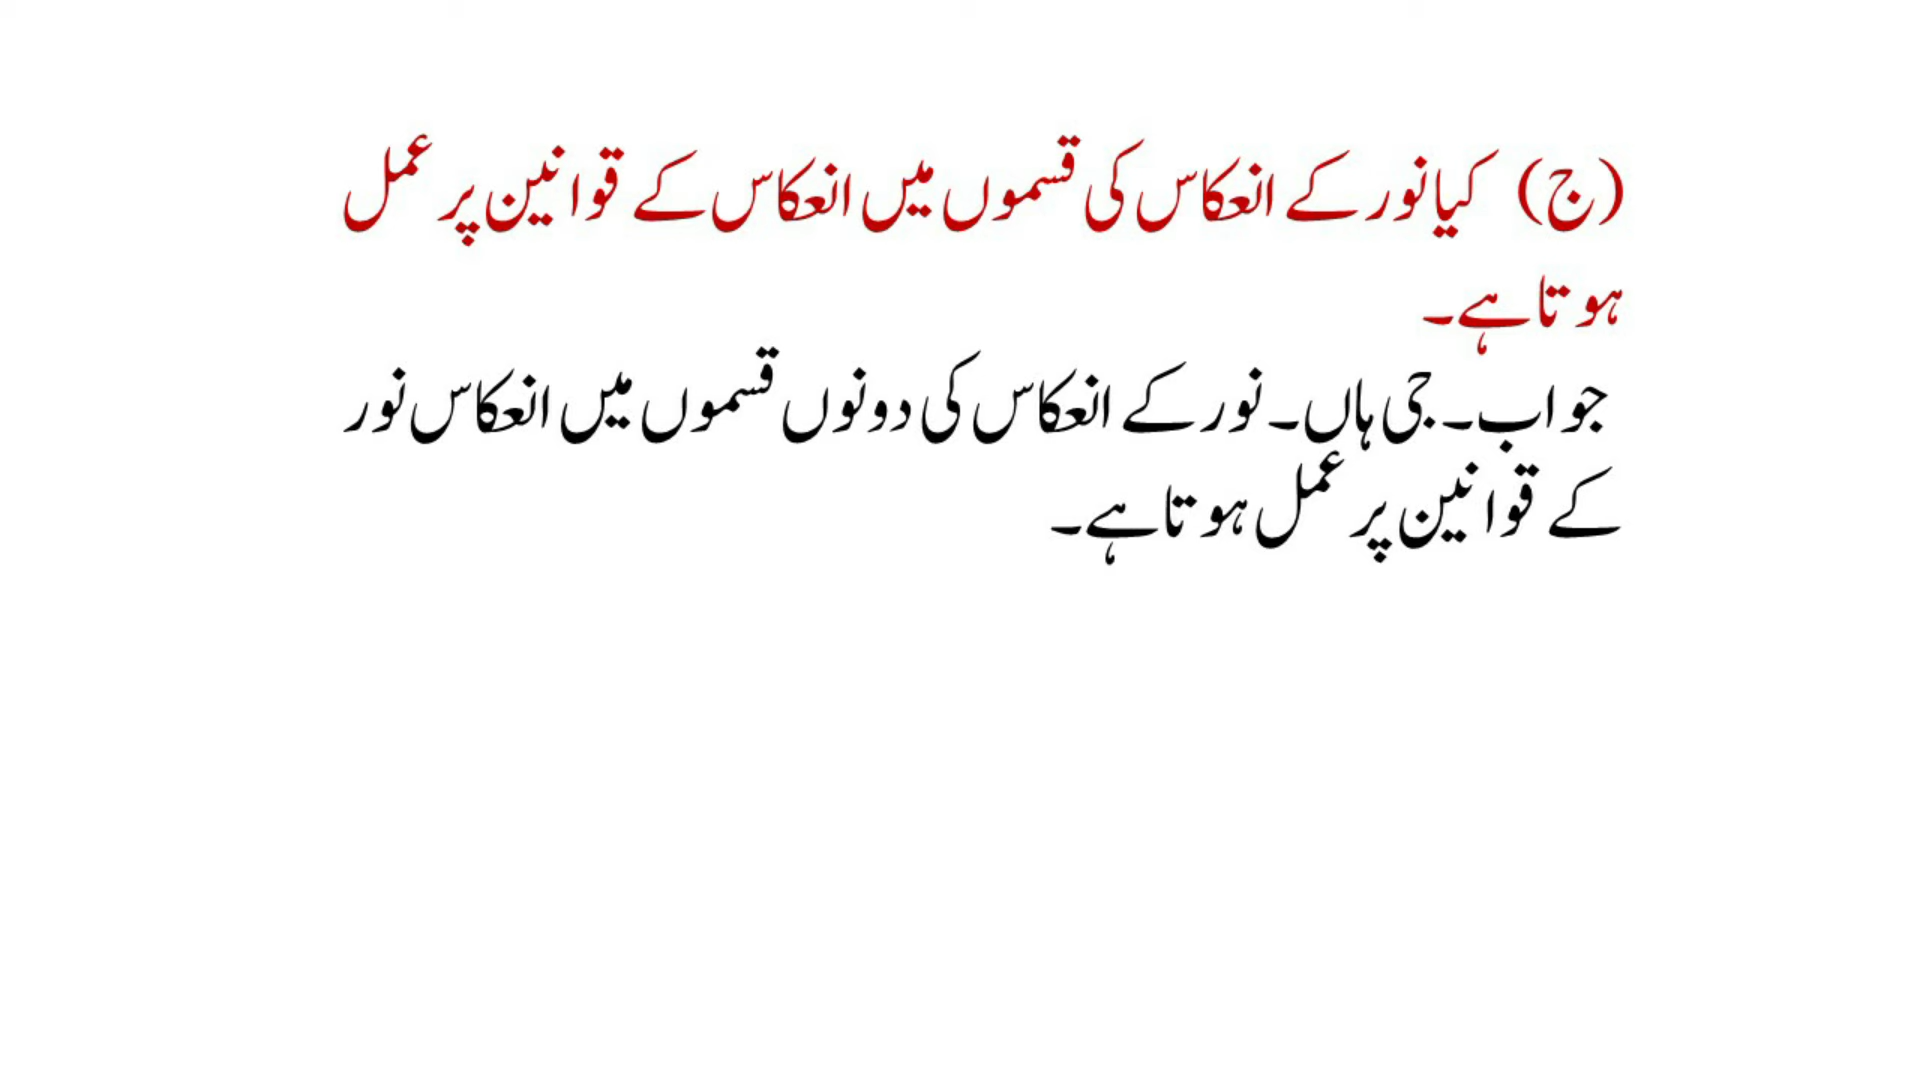 (ج) کیا نور کے انعکاس کی قسموں میں انعکاس کے قوانین پر عمل
ہوتا ہے۔
جواب۔ جی ہاں۔ نور کے انعکاس کی دونوں قسموں میں انعکاس نور
کے قوانین پر عمل ہوتا ہے۔